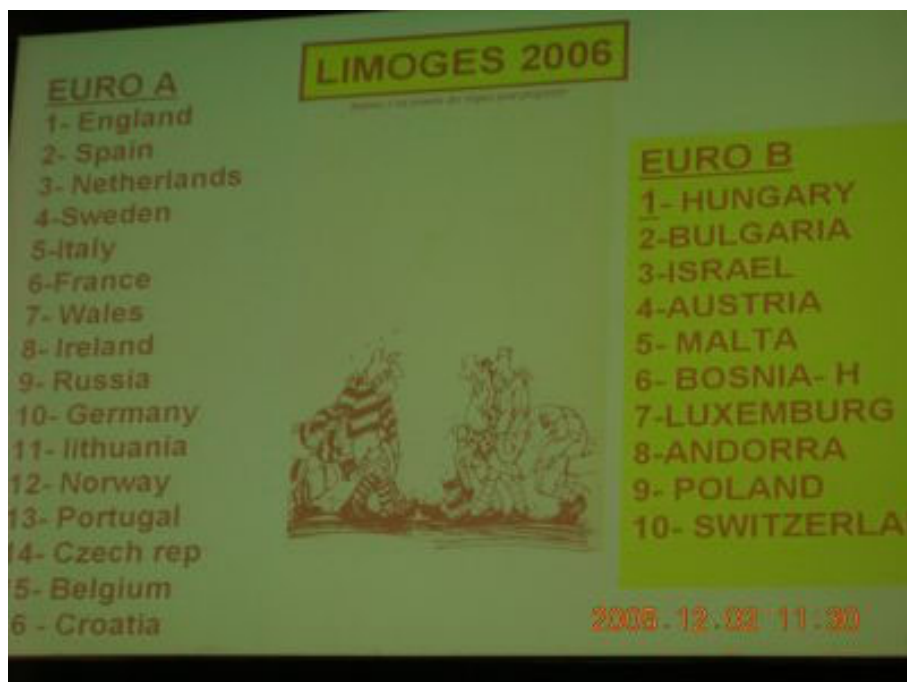 LIMOGES 2006
EURO A
1- England
2- Spain
3- Netherlands
4-Sweden
5-Italy
6-France
7- Wales
8- Ireland
9- Russia
10- Germany
11- lithuania
12- Norway
13- Portugal
14- Czech rep
5- Belgium
6 - Croatia
EURO B
1- HUNGARY
2-BULGARIA
3-ISRAEL
4-AUSTRIA
5- MALTA
6- BOSNIA- H
7-LUXEMBURG
8-ANDORRA
9- POLAND
10- SWITZERLA
2005.12.02 11:30